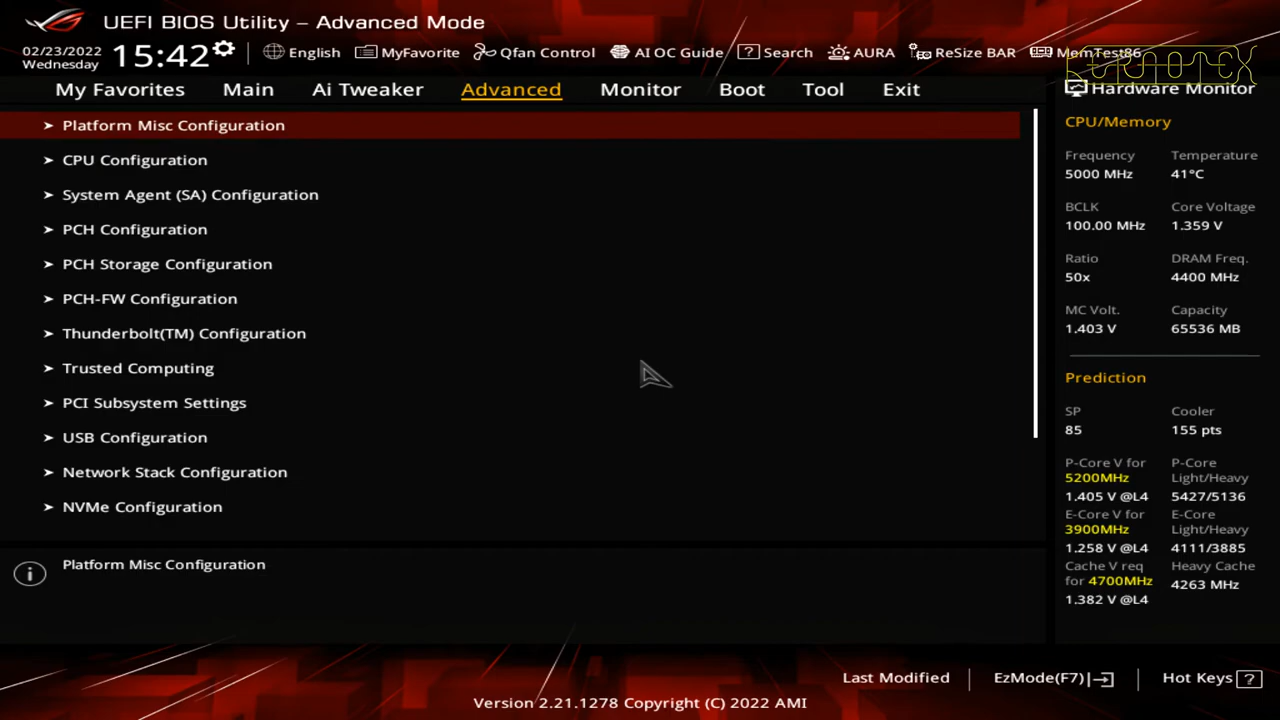 UEFI BIOS Utility – Advanced Mode
02/23/2022
Wednesday
15:42
English
MyFavorite
Qfan Control
AI OC Guide
? Search
AURA
ReSize BAR
MemTest86
My Favorites
Main
Ai Tweaker
Advanced
Monitor
Boot
Tool
Exit
Hardware Monitor
Platform Misc Configuration
CPU Configuration
System Agent (SA) Configuration
PCH Configuration
PCH Storage Configuration
PCH-FW Configuration
Thunderbolt(TM) Configuration
Trusted Computing
PCI Subsystem Settings
USB Configuration
Network Stack Configuration
NVMe Configuration
Platform Misc Configuration
CPU/Memory
Frequency
5000 MHz
Temperature
41°C
BCLK
100.00 MHz
Core Voltage
1.359 V
Ratio
50x
DRAM Freq.
4400 MHz
MC Volt.
1.403 V
Capacity
65536 MB
Prediction
SP
85
Cooler
155 pts
P-Core V for
5200MHz
1.405 V @L4
P-Core
Light/Heavy
5427/5136
E-Core V for
3900MHz
1.258 V @L4
E-Core
Light/Heavy
4111/3885
Cache V req
for 4700MHz
1.382 V @L4
Heavy Cache
4263 MHz
Last Modified
EzMode(F7)
Hot Keys ?
Version 2.21.1278 Copyright (C) 2022 AMI